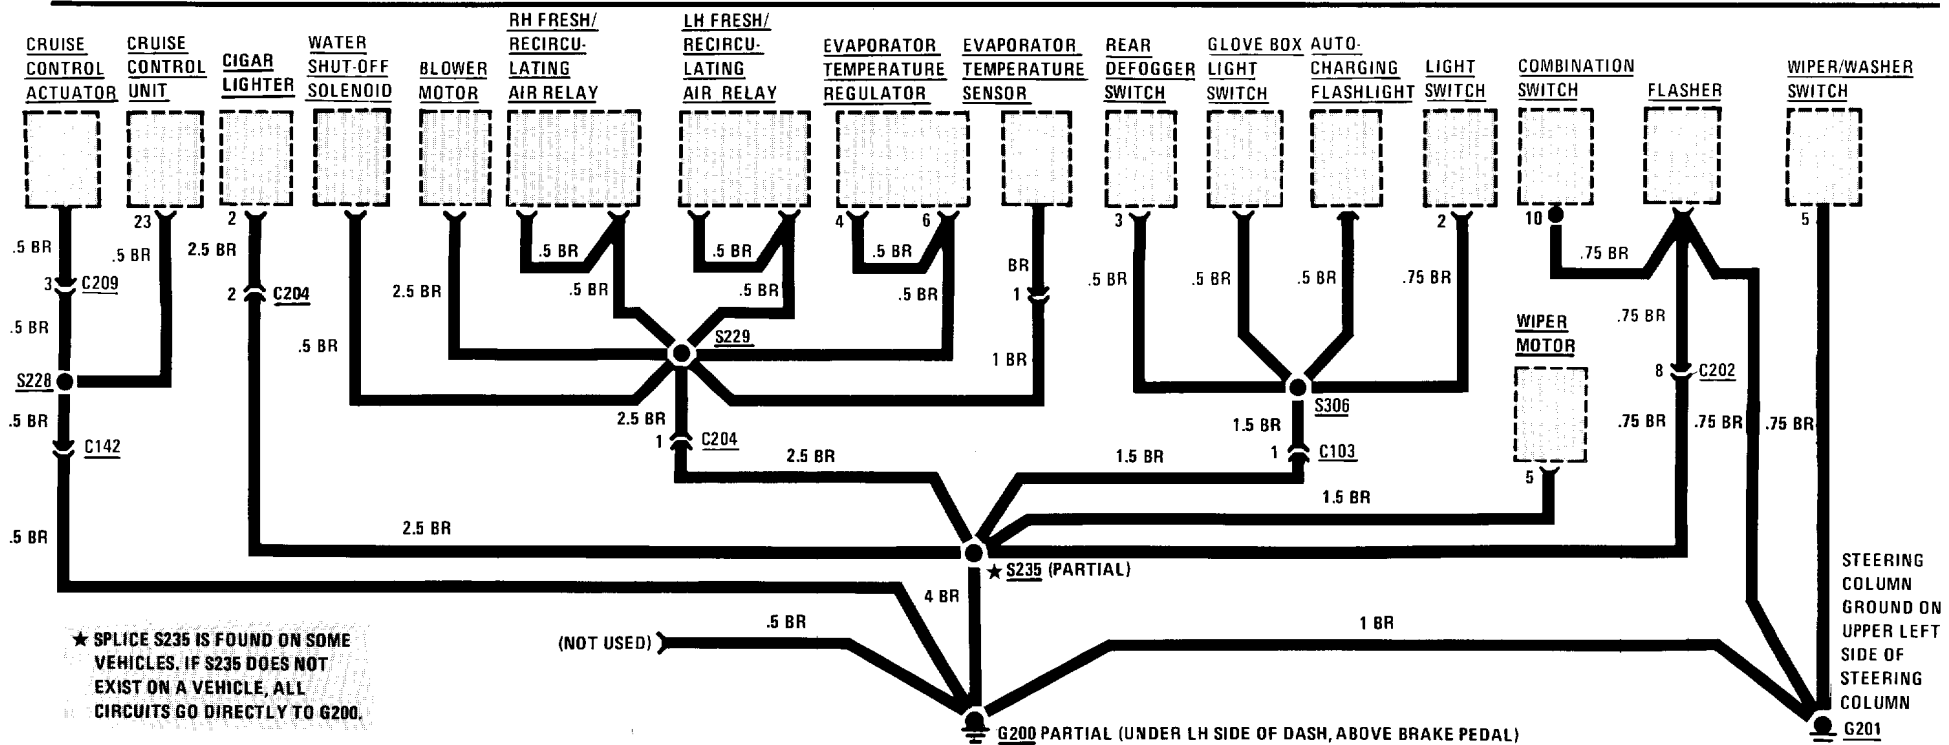 CRUISE
CONTROL
ACTUATOR
CRUISE
CONTROL
UNIT
CIGAR
LIGHTER
WATER
SHUT-OFF
SOLENOID
BLOWER
MOTOR
RH FRESH/
RECIRCU-
LATING
AIR RELAY
LH FRESH/
RECIRCU-
LATING
AIR RELAY
EVAPORATOR
TEMPERATURE
REGULATOR
EVAPORATOR
TEMPERATURE
SENSOR
REAR
DEFOGGER
SWITCH
GLOVE BOX
LIGHT
SWITCH
AUTO-
CHARGING
FLASHLIGHT
LIGHT
SWITCH
COMBINATION
SWITCH
FLASHER
WIPER/WASHER
SWITCH
23
2
4
6
3
2
10
5
.5 BR
.5 BR
2.5 BR
.5 BR
.5 BR
.5 BR
BR
.75 BR
3 C209
2 C204
2.5 BR
.5 BR
.5 BR
.5 BR
1
.5 BR
.5 BR
.5 BR
.75 BR
.5 BR
.5 BR
S229
1 BR
.75 BR
WIPER
MOTOR
S228
8 C202
.5 BR
2.5 BR
S306
1.5 BR
.75 BR
.75 BR
.75 BR
C142
1 C204
2.5 BR
1.5 BR
1 C103
5
1.5 BR
.5 BR
2.5 BR
★ S235 (PARTIAL)
4 BR
STEERING
COLUMN
GROUND ON
UPPER LEFT
SIDE OF
STEERING
COLUMN
★ SPLICE S235 IS FOUND ON SOME
VEHICLES. IF S235 DOES NOT
EXIST ON A VEHICLE, ALL
CIRCUITS GO DIRECTLY TO G200.
(NOT USED)
.5 BR
1 BR
G200 PARTIAL (UNDER LH SIDE OF DASH, ABOVE BRAKE PEDAL)
G201